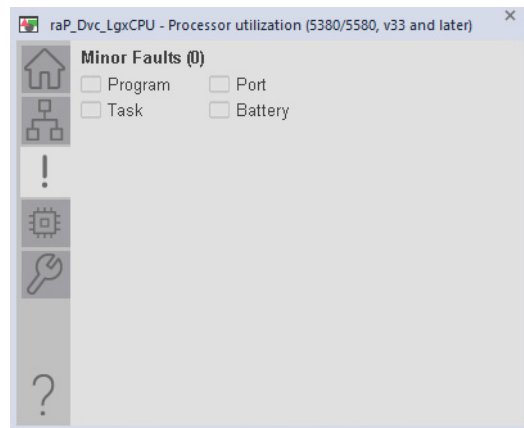 raP_Dvc_LgxCPU - Processor utilization (5380/5580, v33 and later)
Minor Faults (0)
Program Port
Task Battery